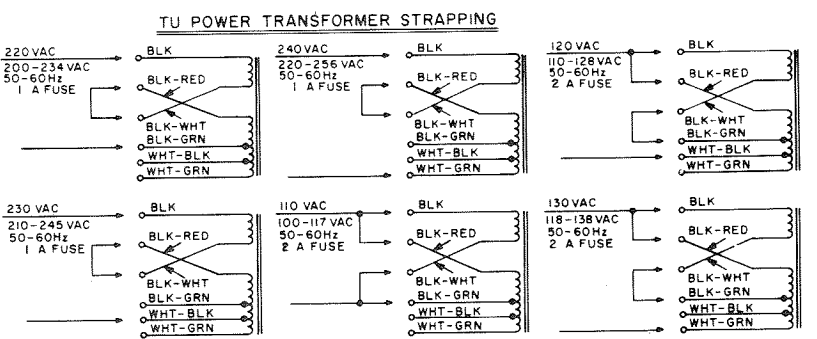 TU POWER TRANSFORMER STRAPPING
220 VAC
200-234 VAC
50-60Hz
1 A FUSE
BLK
BLK-RED
BLK-WHT
BLK-GRN
WHT-BLK
WHT-GRN
240 VAC
220-256 VAC
50-60Hz
1 A FUSE
BLK
BLK-RED
BLK-WHT
BLK-GRN
WHT-BLK
WHT-GRN
120 VAC
110-128 VAC
50-60Hz
2 A FUSE
BLK
BLK-RED
BLK-WHT
BLK-GRN
WHT-BLK
WHT-GRN
230 VAC
210-245 VAC
50-60Hz
1 A FUSE
BLK
BLK-RED
BLK-WHT
BLK-GRN
WHT-BLK
WHT-GRN
110 VAC
100-117 VAC
50-60Hz
2 A FUSE
BLK
BLK-RED
BLK-WHT
BLK-GRN
WHT-BLK
WHT-GRN
130 VAC
118-138 VAC
50-60Hz
2 A FUSE
BLK
BLK-RED
BLK-WHT
BLK-GRN
WHT-BLK
WHT-GRN